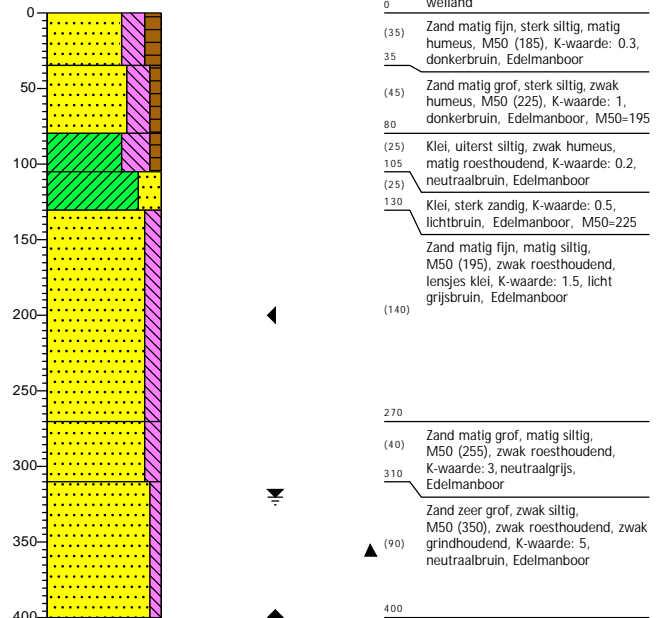 0
50
100
150
200
250
300
350
400
0 weiland
(35) Zand matig fijn, sterk siltig, matig
humeus, M50 (185), K-waarde: 0.3,
35 donkerbruin, Edelmanboor
(45) Zand matig grof, sterk siltig, zwak
humeus, M50 (225), K-waarde: 1,
80 donkerbruin, Edelmanboor, M50=195
(25) Klei, uiterst siltig, zwak humeus,
105 matig roesthoudend, K-waarde: 0.2,
(25) neutraalbruin, Edelmanboor
130 Klei, sterk zandig, K-waarde: 0.5,
lichtbruin, Edelmanboor, M50=225
Zand matig fijn, matig siltig,
M50 (195), zwak roesthoudend,
lensjes klei, K-waarde: 1.5, licht
grijsbruin, Edelmanboor
(140)
270
(40) Zand matig grof, matig siltig,
M50 (255), zwak roesthoudend,
310 K-waarde: 3, neutraalgrijs,
Edelmanboor
Zand zeer grof, zwak siltig,
M50 (350), zwak roesthoudend, zwak
(90) grindhoudend, K-waarde: 5,
neutraalbruin, Edelmanboor
400